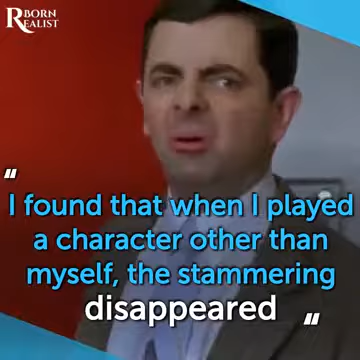 BORN
REALIST
“
I found that when I played
a character other than
myself, the stammering
disappeared
“